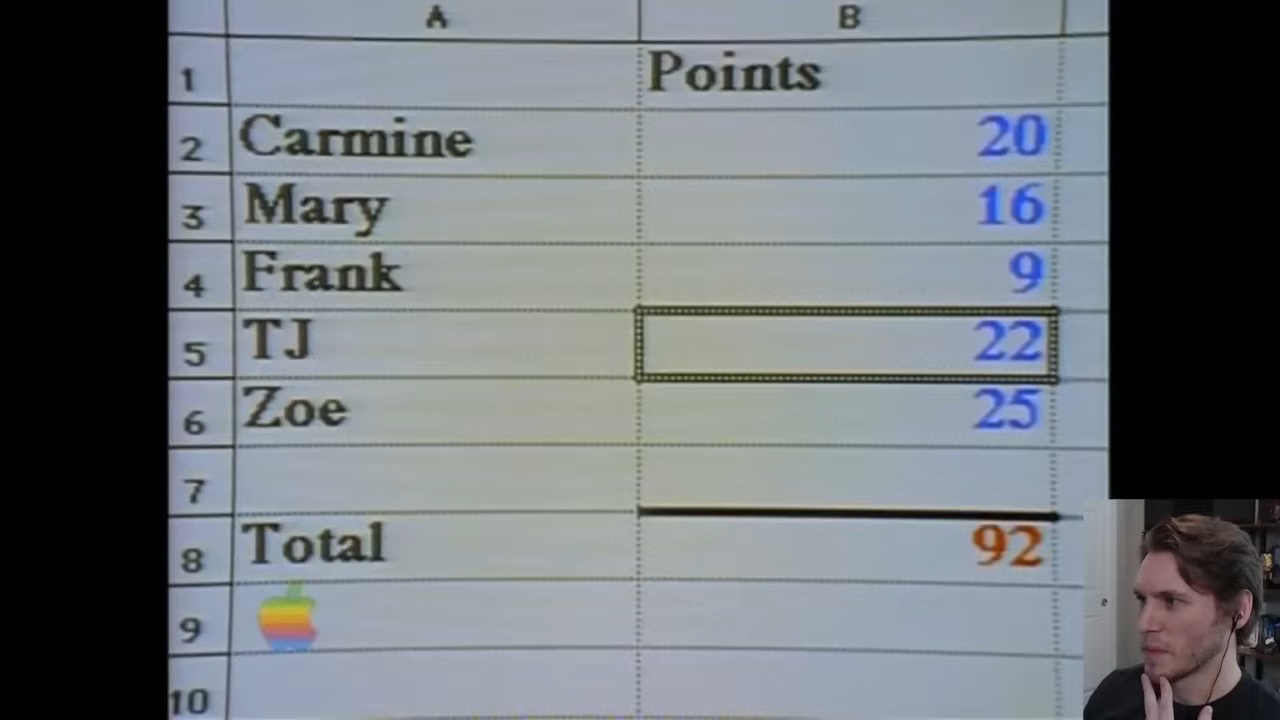 A B
1 Points
2 Carmine 20
3 Mary 16
4 Frank 9
5 TJ 22
6 Zoe 25
7
8 Total 92
9
10